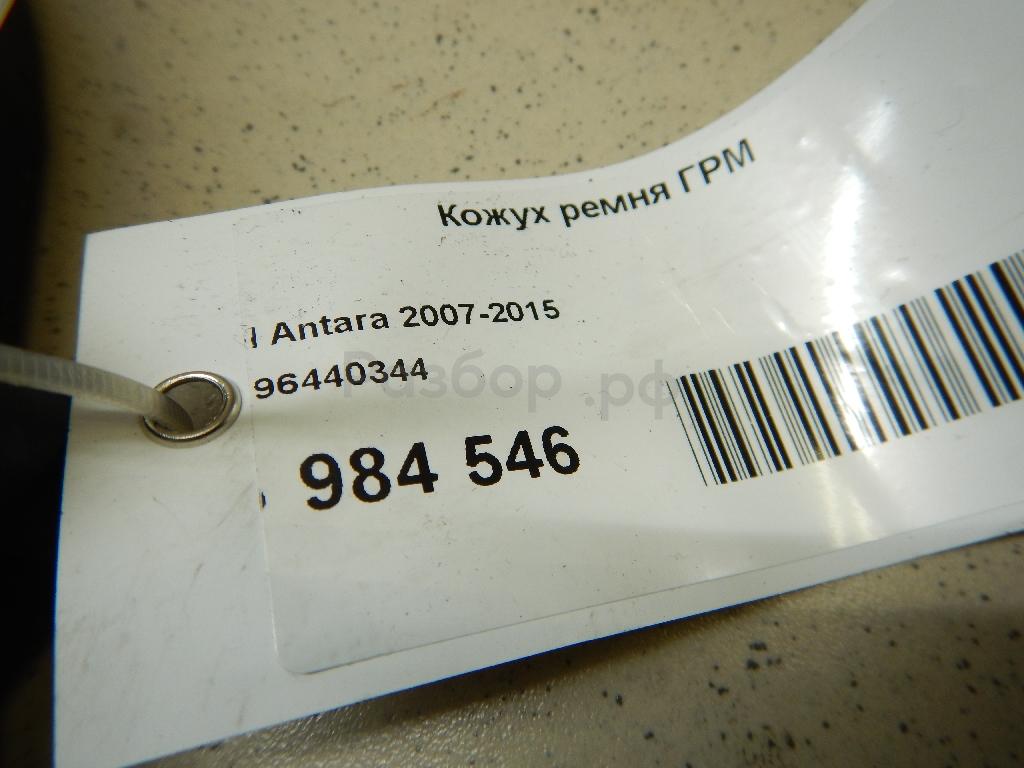 Кожух ремня ГРМ
Antara 2007-2015
96440344
Разбор.рф
984 546